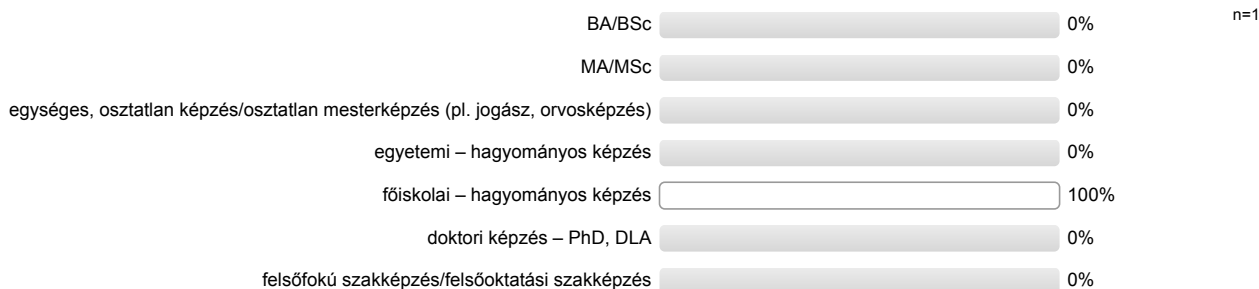 BA/BSc 0% n=1
MA/MSc 0%
egységes, osztatlan képzés/osztatlan mesterképzés (pl. jogász, orvosképzés) 0%
egyetemi – hagyományos képzés 0%
főiskolai – hagyományos képzés 100%
doktori képzés – PhD, DLA 0%
felsőfokú szakképzés/felsőoktatási szakképzés 0%